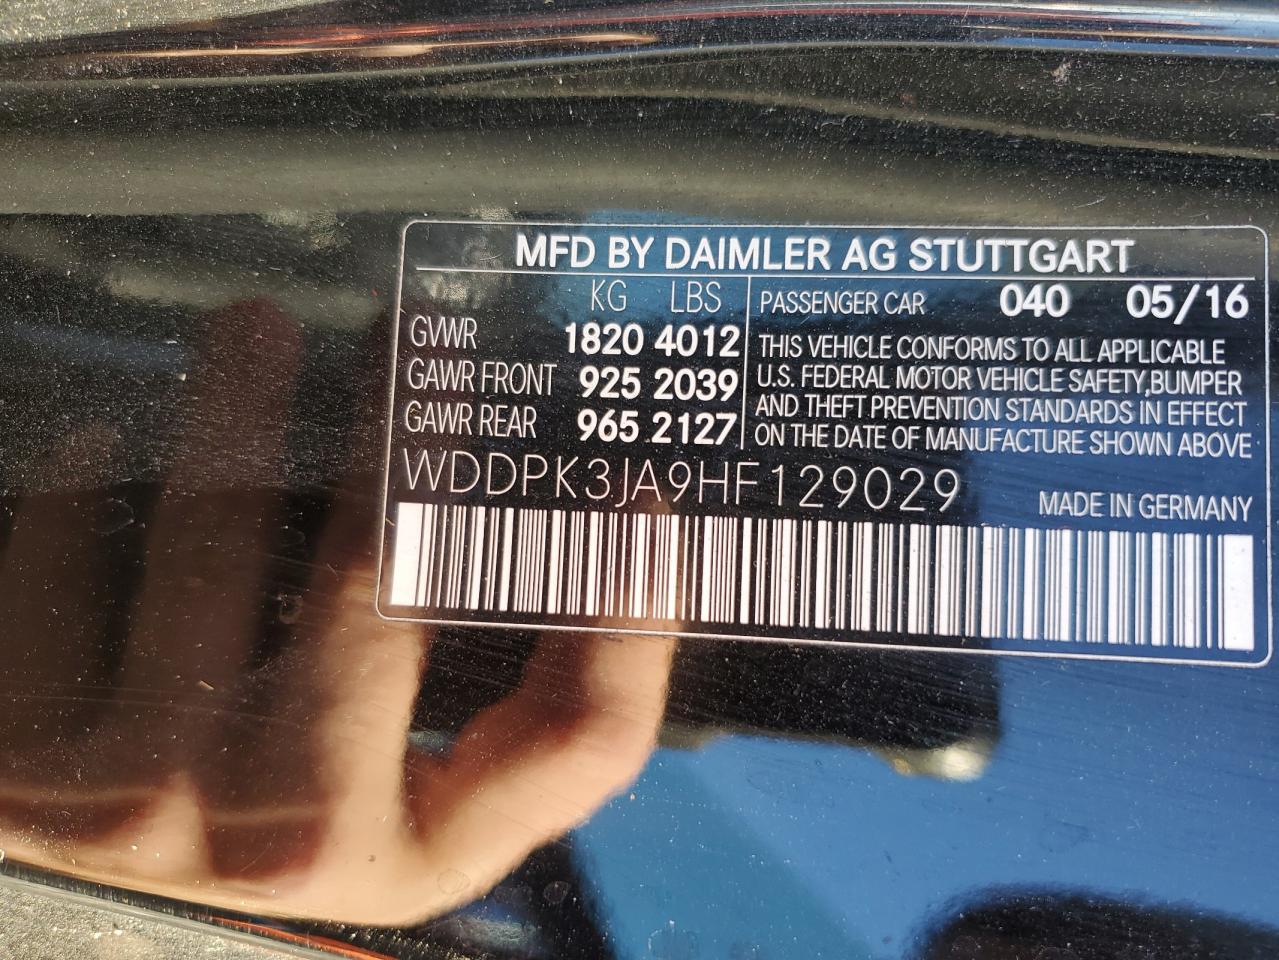 MFD BY DAIMLER AG STUTTGART
KG LBS
GVWR 1820 4012
GAWR FRONT 925 2039
GAWR REAR 965 2127
PASSENGER CAR 040 05/16
THIS VEHICLE CONFORMS TO ALL APPLICABLE
U.S. FEDERAL MOTOR VEHICLE SAFETY,BUMPER
AND THEFT PREVENTION STANDARDS IN EFFECT
ON THE DATE OF MANUFACTURE SHOWN ABOVE
WDDPK3JA9HF129029
MADE IN GERMANY